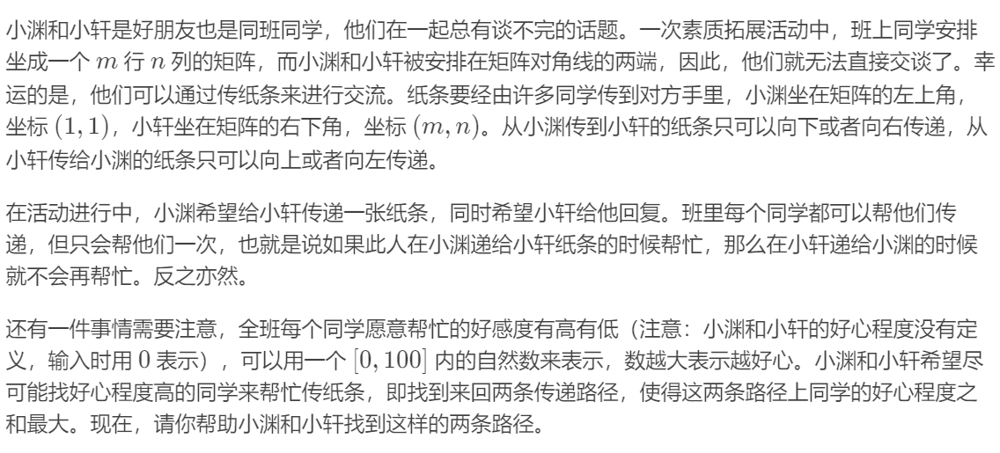 小渊和小轩是好朋友也是同班同学，他们在一起总有谈不完的话题。一次素质拓展活动中，班上同学安排
坐成一个 m 行 n 列的矩阵，而小渊和小轩被安排在矩阵对角线的两端，因此，他们就无法直接交谈了。幸
运的是，他们可以通过传纸条来进行交流。纸条要经由许多同学传到对方手里，小渊坐在矩阵的左上角，
坐标 (1, 1)，小轩坐在矩阵的右下角，坐标 (m, n)。从小渊传到小轩的纸条只可以向下或者向右传递，从
小轩传给小渊的纸条只可以向上或者向左传递。
在活动进行中，小渊希望给小轩传递一张纸条，同时希望小轩给他回复。班里每个同学都可以帮他们传
递，但只会帮他们一次，也就是说如果此人在小渊递给小轩纸条的时候帮忙，那么在小轩递给小渊的时候
就不会再帮忙。反之亦然。
还有一件事情需要注意，全班每个同学愿意帮忙的好感度有高有低（注意：小渊和小轩的好心程度没有定
义，输入时用 0 表示），可以用一个 [0, 100] 内的自然数来表示，数越大表示越好心。小渊和小轩希望尽
可能找好心程度高的同学来帮忙传纸条，即找到来回两条传递路径，使得这两条路径上同学的好心程度之
和最大。现在，请你帮助小渊和小轩找到这样的两条路径。